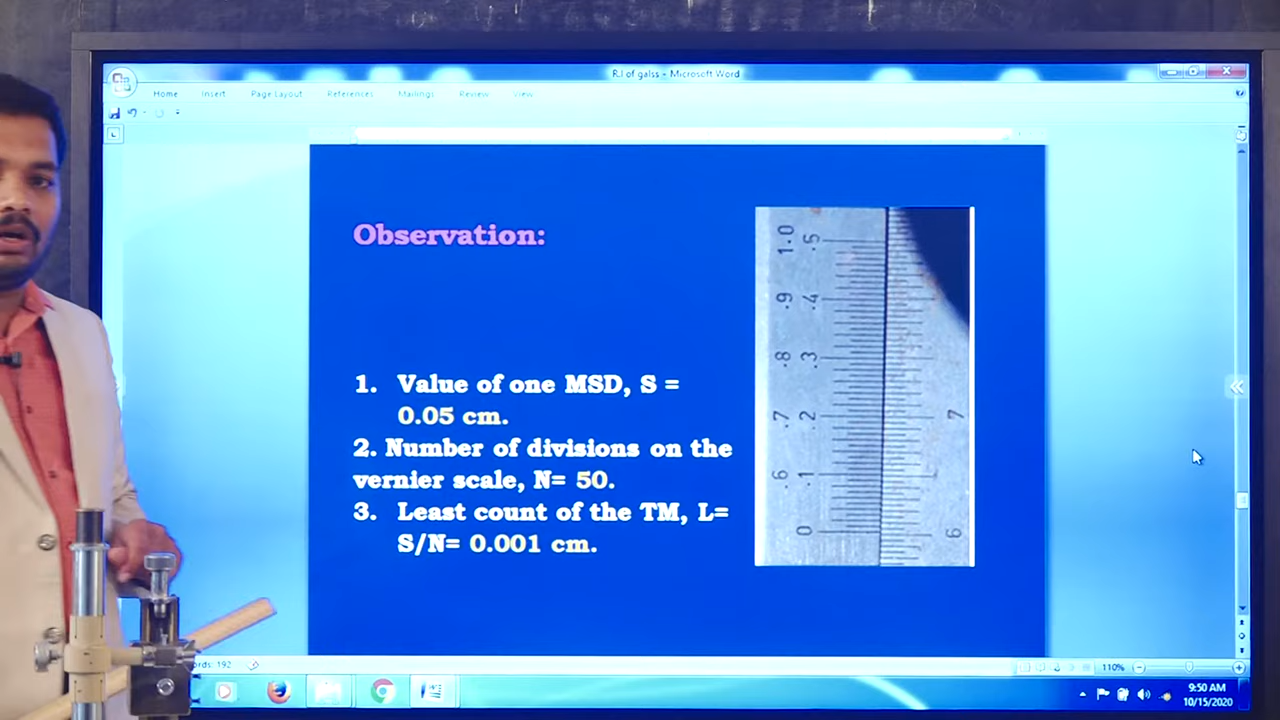 R.I of galss - Microsoft Word
Home Insert Page Layout References Mailings Review View
Observation:
1. Value of one MSD, S =
0.05 cm.
2. Number of divisions on the
vernier scale, N= 50.
3. Least count of the TM, L=
S/N= 0.001 cm.
1.0 .9 .8 .7 .6
.5 .4 .3 .2 .1 0
7 6
ords: 192
110%
9:50 AM
10/15/2020